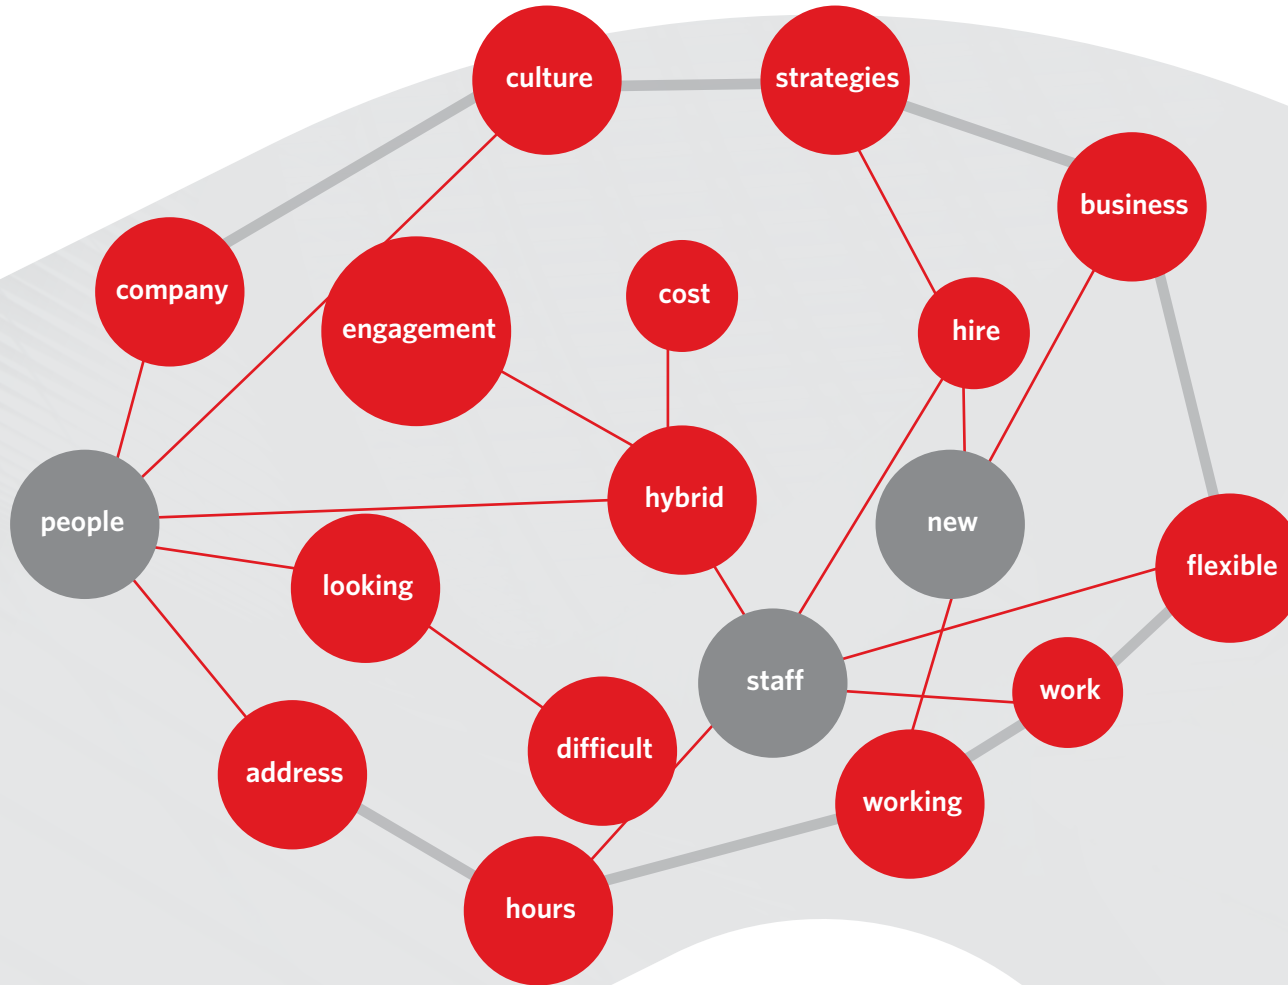 culture
strategies
business
company
cost
engagement
hire
hybrid
people
new
flexible
looking
staff
work
difficult
address
working
hours